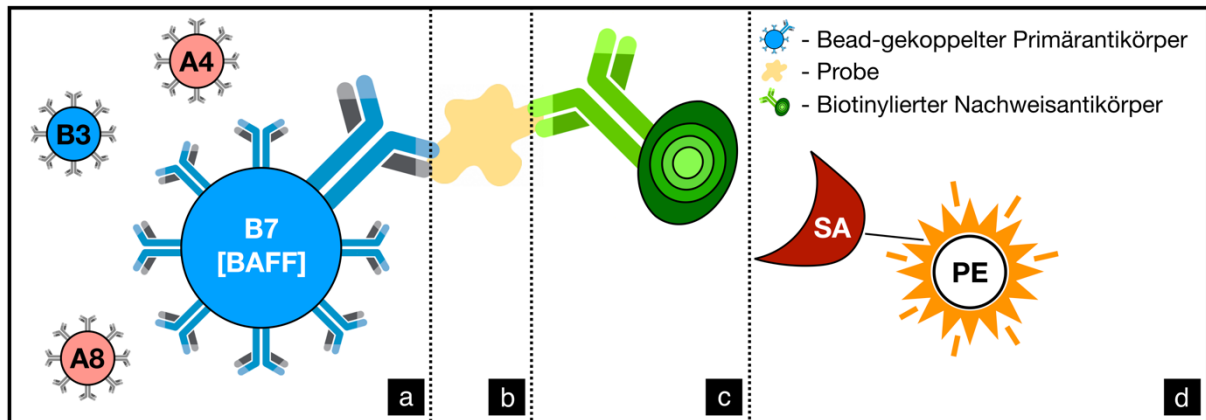 A4
B3
B7
[BAFF]
A8
a
b
c
- Bead-gekoppelter Primärantikörper
- Probe
- Biotinylierter Nachweisantikörper
SA
PE
d